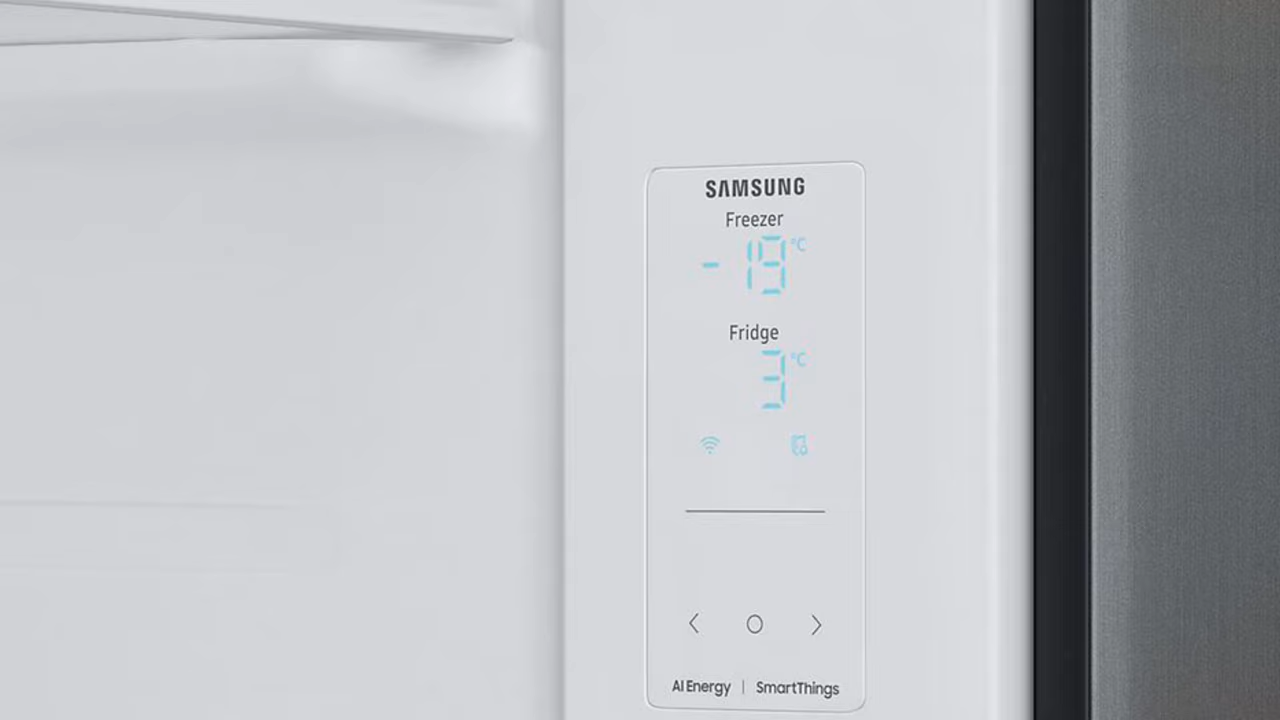 SAMSUNG
Freezer
-19°C
Fridge
3°C
AI Energy | SmartThings